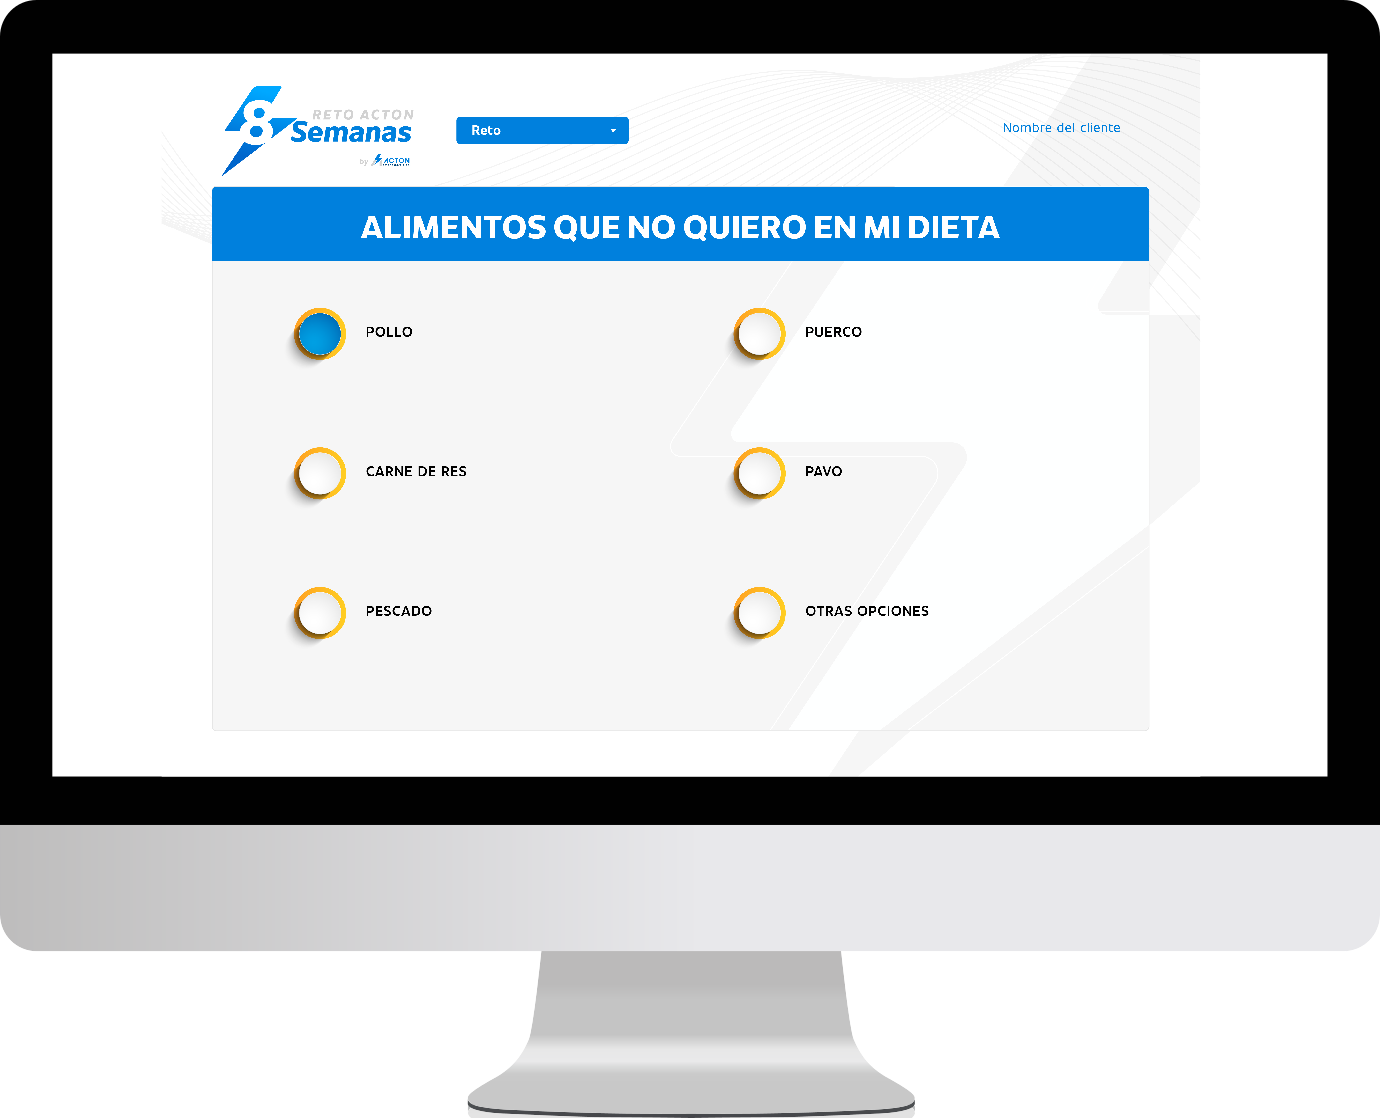 8
RETO ACTON
Semanas
by ACTON
Reto
Nombre del cliente
ALIMENTOS QUE NO QUIERO EN MI DIETA
POLLO
PUERCO
CARNE DE RES
PAVO
PESCADO
OTRAS OPCIONES